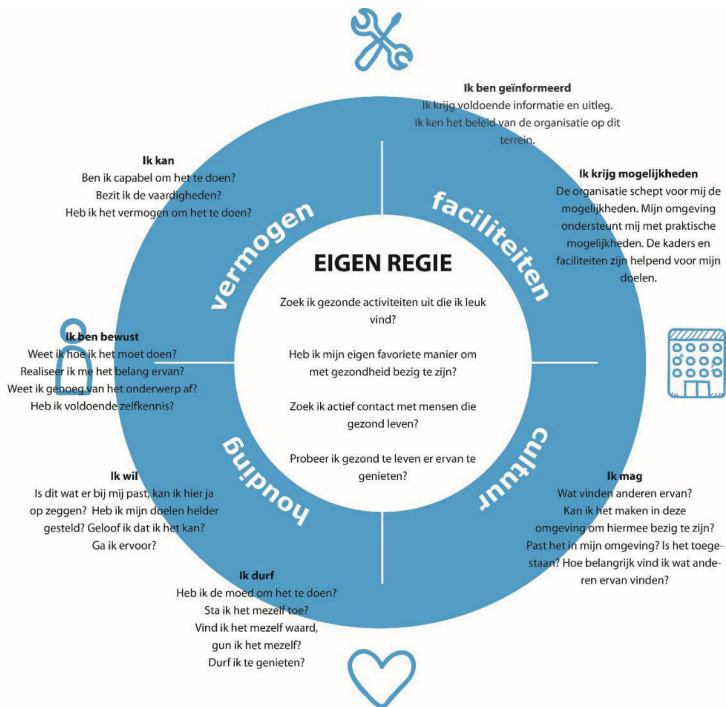 Ik ben geïnformeerd
Ik krijg voldoende informatie en uitleg.
Ik ken het beleid van de organisatie op dit
terrein.
Ik kan
Ben ik capabel om het te doen?
Bezit ik de vaardigheden?
Heb ik het vermogen om het te doen?
Ik krijg mogelijkheden
De organisatie schept voor mij de
mogelijkheden. Mijn omgeving
ondersteunt mij met praktische
mogelijkheden. De kaders en
faciliteiten zijn helpend voor mijn
doelen.
vermogen
faciliteiten
EIGEN REGIE
Zoek ik gezonde activiteiten uit die ik leuk
vind?
Heb ik mijn eigen favoriete manier om
met gezondheid bezig te zijn?
Zoek ik actief contact met mensen die
gezond leven?
Probeer ik gezond te leven er ervan te
genieten?
Ik ben bewust
Weet ik hoe ik het moet doen?
Realiseer ik me het belang ervan?
Weet ik genoeg van het onderwerp af?
Heb ik voldoende zelfkennis?
houding
cultuur
Ik wil
Is dit wat er bij mij past, kan ik hier ja
op zeggen? Heb ik mijn doelen helder
gesteld? Geloof ik dat ik het kan?
Ga ik ervoor?
Ik mag
Wat vinden anderen ervan?
Kan ik het maken in deze
omgeving om hiermee bezig te zijn?
Past het in mijn omgeving? Is het toege-
staan? Hoe belangrijk vind ik wat ande-
ren ervan vinden?
Ik durf
Heb ik de moed om het te doen?
Sta ik het mezelf toe?
Vind ik het mezelf waard,
gun ik het mezelf?
Durf ik te genieten?